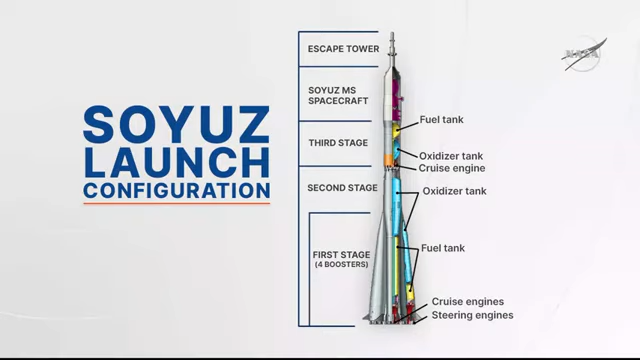 SOYUZ
LAUNCH
CONFIGURATION
ESCAPE TOWER
SOYUZ MS
SPACECRAFT
THIRD STAGE
SECOND STAGE
FIRST STAGE
(4 BOOSTERS)
Fuel tank
Oxidizer tank
Cruise engine
Oxidizer tank
Fuel tank
Cruise engines
Steering engines
NASA